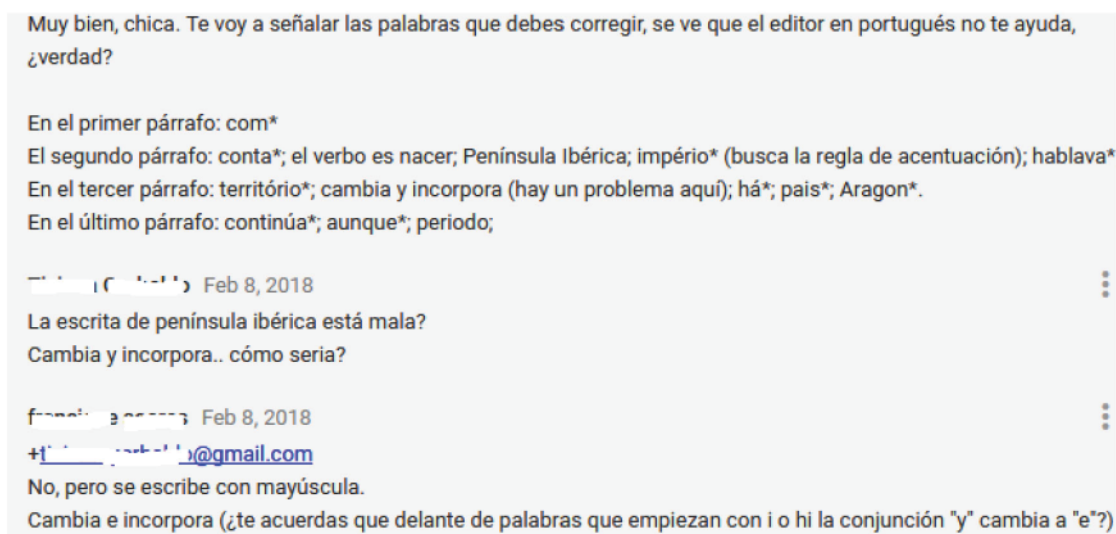 Muy bien, chica. Te voy a señalar las palabras que debes corregir, se ve que el editor en portugués no te ayuda,
¿verdad?
En el primer párrafo: com*
El segundo párrafo: conta*; el verbo es nacer; Península Ibérica; império* (busca la regla de acentuación); hablava*
En el tercer párrafo: território*; cambia y incorpora (hay un problema aquí); há*; pais*; Aragon*.
En el último párrafo: continúa*; aunque*; periodo;
Feb 8, 2018
La escrita de península ibérica está mala?
Cambia y incorpora.. cómo seria?
Feb 8, 2018
@gmail.com
No, pero se escribe con mayúscula.
Cambia e incorpora (¿te acuerdas que delante de palabras que empiezan con i o hi la conjunción "y" cambia a "e"?)